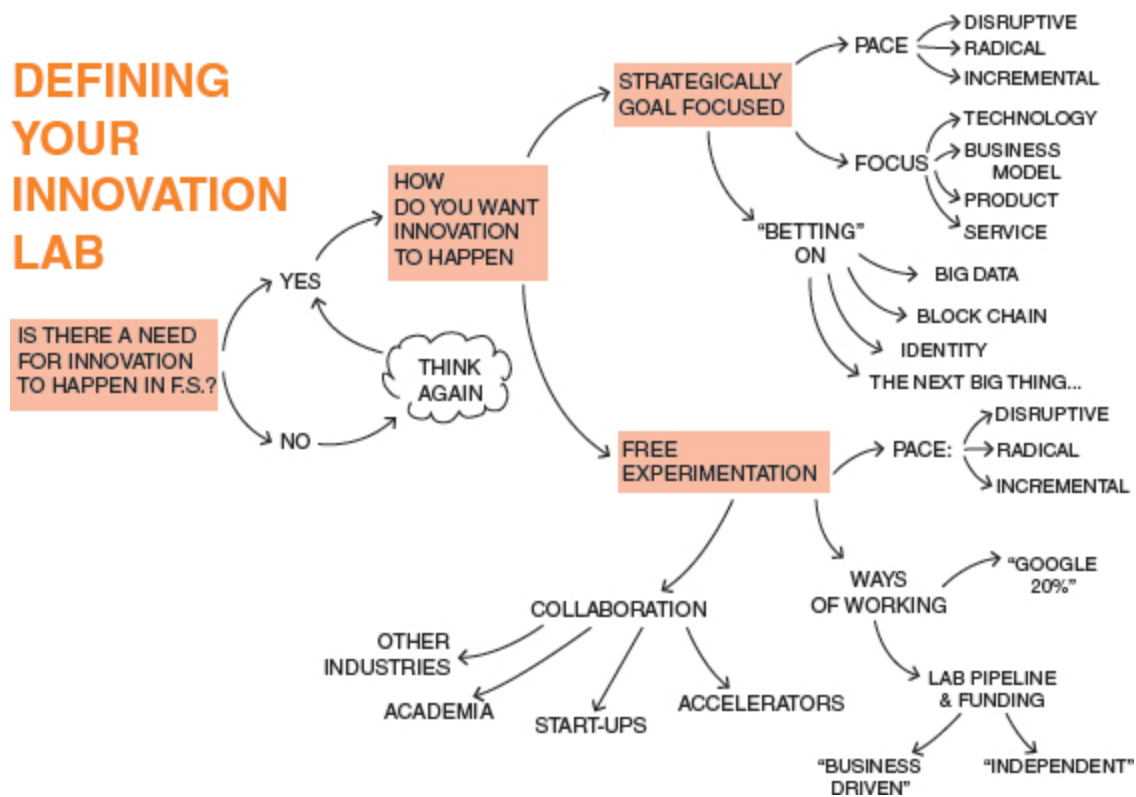 DEFINING
YOUR
INNOVATION
LAB
IS THERE A NEED
FOR INNOVATION
TO HAPPEN IN F.S.?
YES
NO
THINK
AGAIN
HOW
DO YOU WANT
INNOVATION
TO HAPPEN
STRATEGICALLY
GOAL FOCUSED
PACE
DISRUPTIVE
RADICAL
INCREMENTAL
FOCUS
TECHNOLOGY
BUSINESS
MODEL
PRODUCT
SERVICE
“BETTING”
ON
BIG DATA
BLOCK CHAIN
IDENTITY
THE NEXT BIG THING...
FREE
EXPERIMENTATION
PACE:
DISRUPTIVE
RADICAL
INCREMENTAL
WAYS
OF WORKING
“GOOGLE
20%”
LAB PIPELINE
& FUNDING
“BUSINESS
DRIVEN”
“INDEPENDENT”
COLLABORATION
OTHER
INDUSTRIES
ACADEMIA
START-UPS
ACCELERATORS